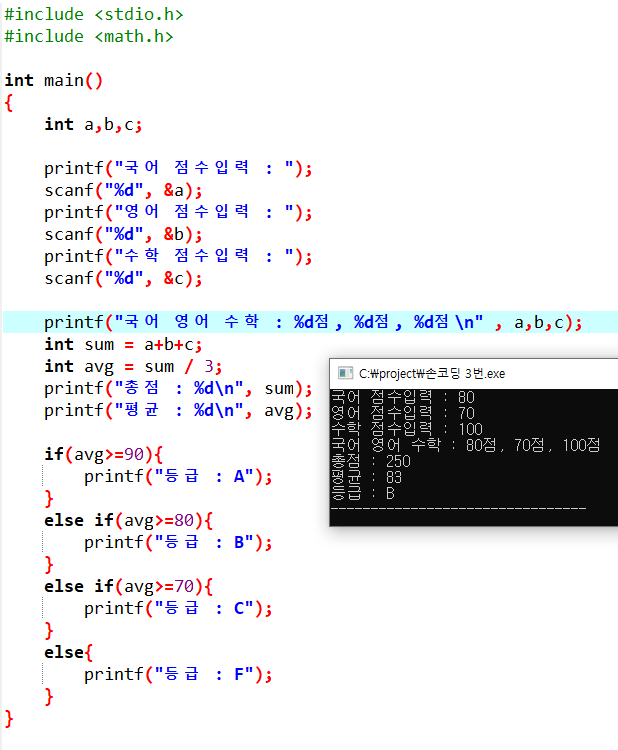 #include <stdio.h>
#include <math.h>
int main()
{
int a,b,c;
printf("국어 점수입력 : ");
scanf("%d", &a);
printf("영어 점수입력 : ");
scanf("%d", &b);
printf("수학 점수입력 : ");
scanf("%d", &c);
printf("국어 영어 수학 : %d점, %d점, %d점\n" , a,b,c);
int sum = a+b+c;
int avg = sum / 3;
printf("총점 : %d\n", sum);
printf("평균 : %d\n", avg);
if(avg>=90){
printf("등급 : A");
}
else if(avg>=80){
printf("등급 : B");
}
else if(avg>=70){
printf("등급 : C");
}
else{
printf("등급 : F");
}
}
C:₩project₩손코딩 3번.exe
국어 점수입력 : 80
영어 점수입력 : 70
수학 점수입력 : 100
국어 영어 수학 : 80점, 70점, 100점
총점 : 250
평균 : 83
등급 : B
--------------------------------